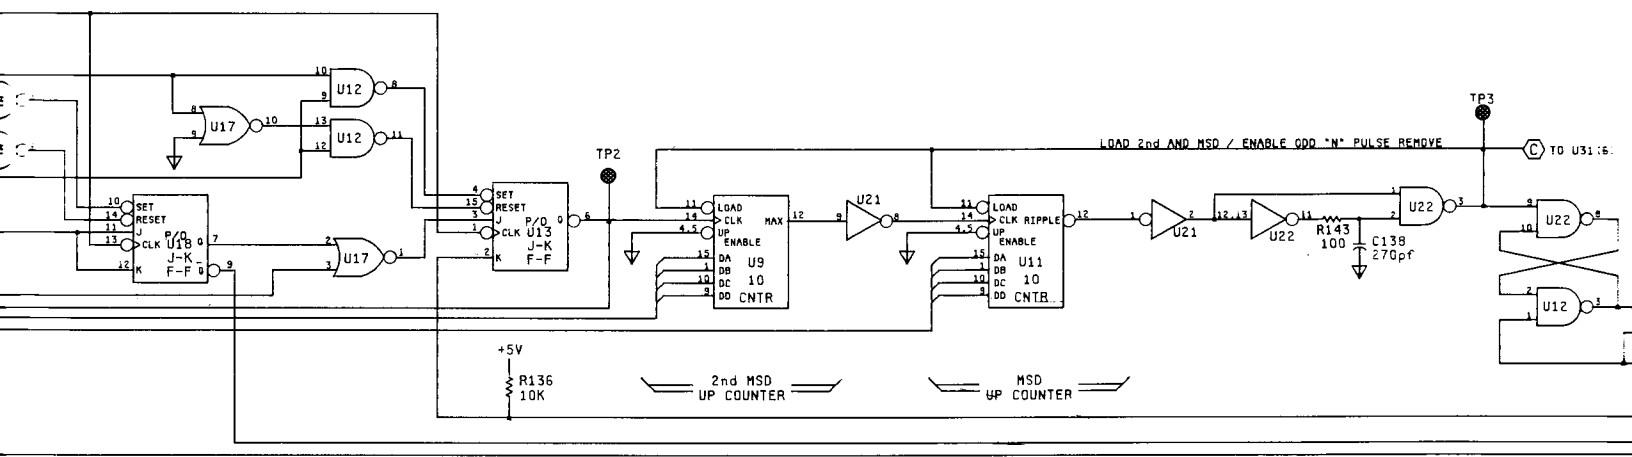 TP3
LOAD 2nd AND MSD / ENABLE ODD "N" PULSE REMOVE
C TO U31(6)
10 U12 8
9
8 U17 10
9
13 U12 11
12
TP2
10 SET
14 RESET
11 J P/O Q 7
13 CLK U18
J-K
12 K F-F Q 9
2 U17 1
3
4 SET
15 RESET
3 J P/O Q 6
1 CLK U13
J-K
2 K F-F
11 LOAD
14 CLK MAX 12
4,5 UP
ENABLE
15 DA U9
1 DB
10 DC 10
9 DD CNTR
U21
9 8
11 LOAD
14 CLK RIPPLE 12
4,5 UP
ENABLE
15 DA U11
1 DB
10 DC 10
9 DD CNTR
1 2
U21
12,13 11
U22
R143
100
C138
270pf
1 U22 3
2
9 U22 8
10
2 U12 3
1
+5V
R136
10K
2nd MSD
UP COUNTER
MSD
UP COUNTER